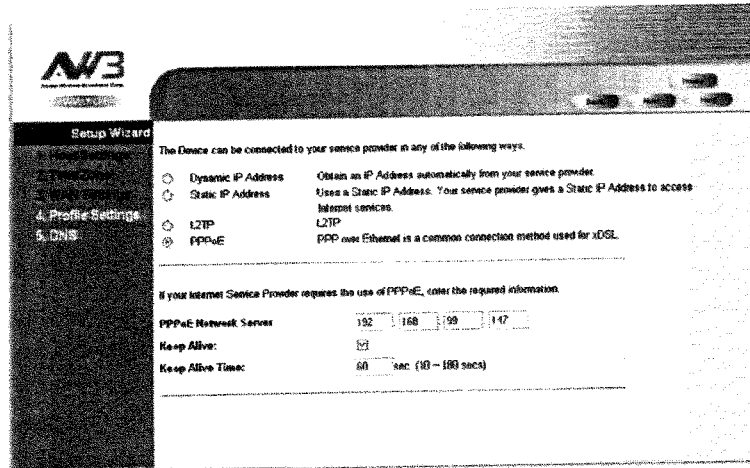 AW3
Setup Wizard
4. Profile Settings
5. DNS
The Device can be connected to your service provider in any of the following ways.
Dynamic IP Address Obtain an IP Address automatically from your service provider.
Static IP Address Uses a Static IP Address. Your service provider gives a Static IP Address to access
Internet services.
L2TP L2TP
PPPoE PPP over Ethernet is a common connection method used for xDSL.
If your Internet Service Provider requires the use of PPPoE, enter the required information.
PPPoE Network Server 192 168 99 147
Keep Alive:
Keep Alive Time: 60 sec (10 ~ 180 secs)